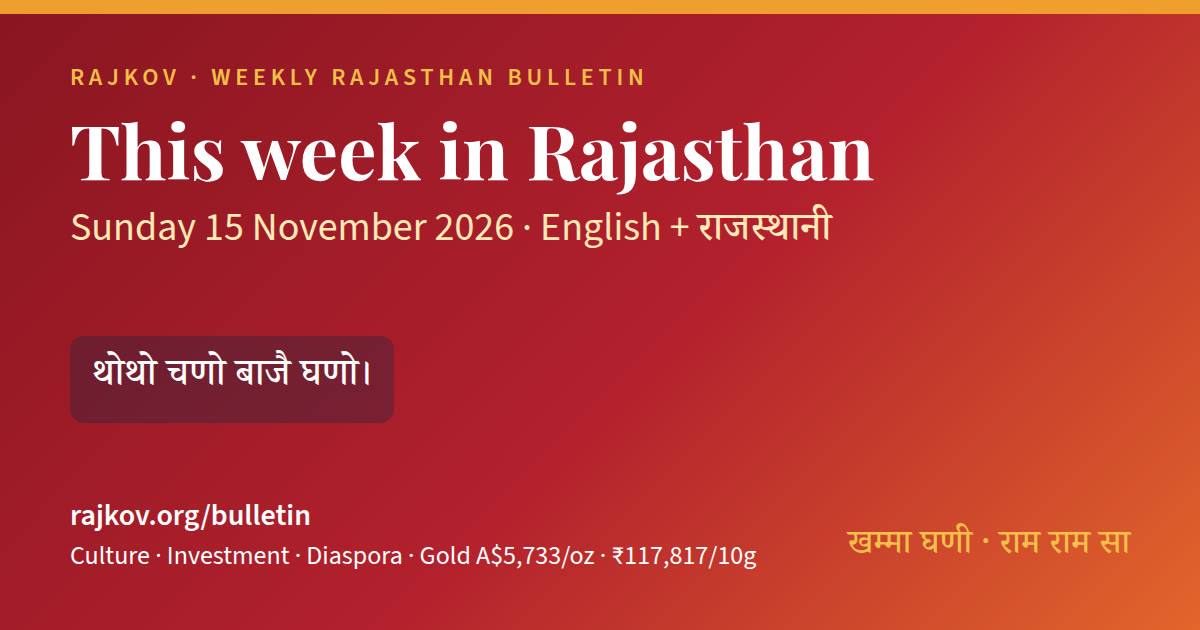 RAJKOV · WEEKLY RAJASTHAN BULLETIN
This week in Rajasthan
Sunday 15 November 2026 · English + राजस्थानी
थोथो चणो बाजै घणो।
rajkov.org/bulletin
Culture · Investment · Diaspora · Gold A$5,733/oz · ₹117,817/10g
खम्मा घणी · राम राम सा